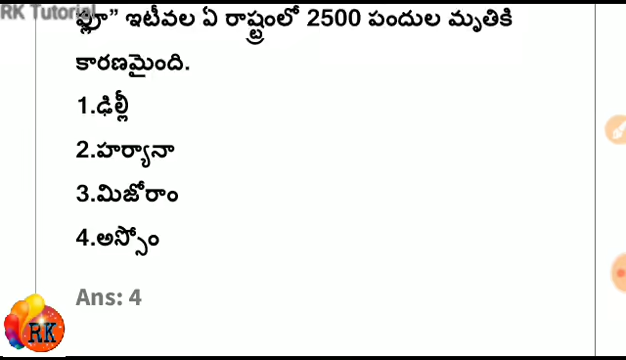 RK Tutorial
ఫ్లూ” ఇటీవల ఏ రాష్ట్రంలో 2500 పందుల మృతికి
కారణమైంది.
1.ఢిల్లీ
2.హర్యానా
3.మిజోరాం
4.అస్సోం
Ans: 4
RK